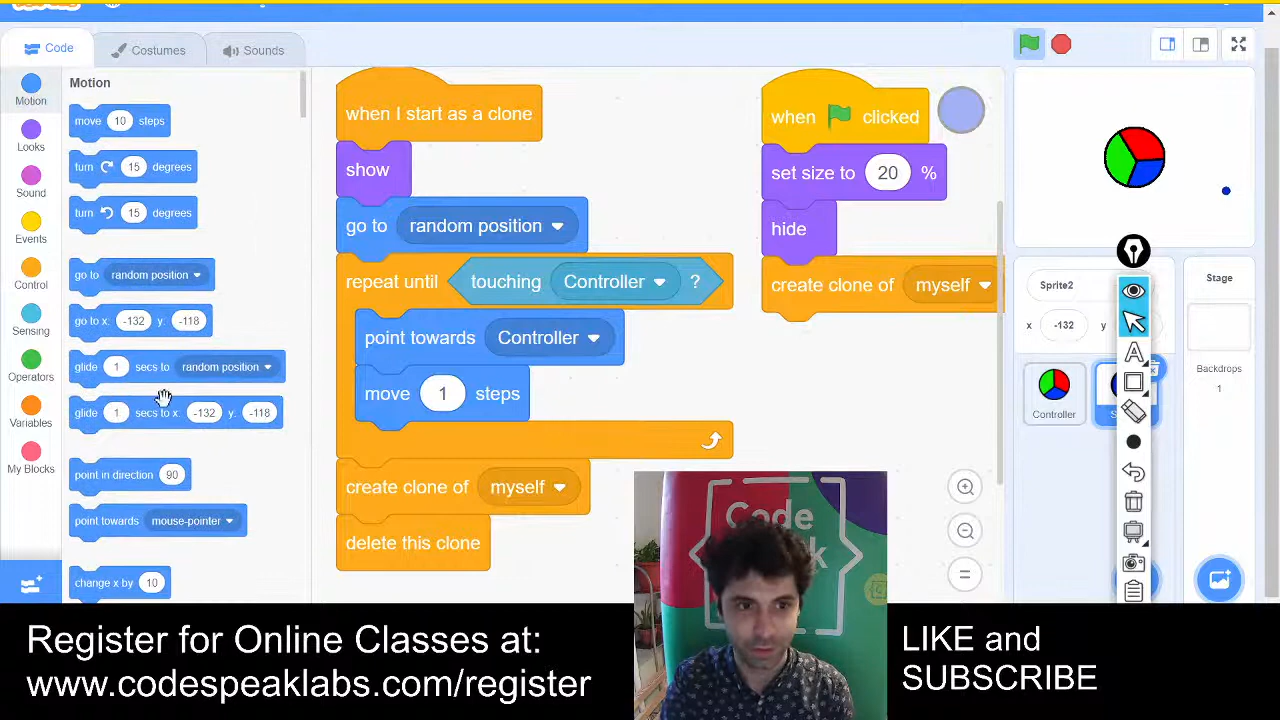 Code
Costumes
Sounds
Motion
Looks
Sound
Events
Control
Sensing
Operators
Variables
My Blocks
Motion
move 10 steps
turn 15 degrees
turn 15 degrees
go to random position
go to x: -132 y: -118
glide 1 secs to random position
glide 1 secs to x: -132 y: -118
point in direction 90
point towards mouse-pointer
change x by 10
when I start as a clone
show
go to random position
repeat until touching Controller ?
point towards Controller
move 1 steps
create clone of myself
delete this clone
when clicked
set size to 20 %
hide
create clone of myself
Sprite2
x -132 y
Controller
Stage
Backdrops
1
Code
Register for Online Classes at:
www.codespeaklabs.com/register
LIKE and
SUBSCRIBE